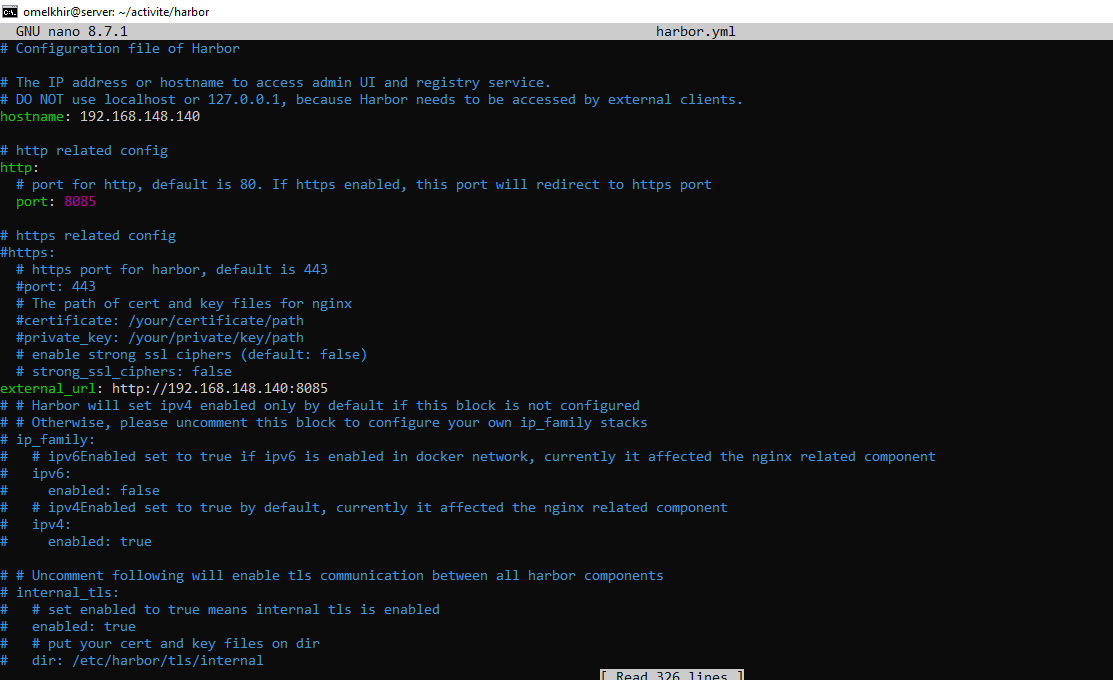 omelkhir@server: ~/activite/harbor
GNU nano 8.7.1 harbor.yml
# Configuration file of Harbor

# The IP address or hostname to access admin UI and registry service.
# DO NOT use localhost or 127.0.0.1, because Harbor needs to be accessed by external clients.
hostname: 192.168.148.140

# http related config
http:
  # port for http, default is 80. If https enabled, this port will redirect to https port
  port: 8085

# https related config
#https:
  # https port for harbor, default is 443
  #port: 443
  # The path of cert and key files for nginx
  #certificate: /your/certificate/path
  #private_key: /your/private/key/path
  # enable strong ssl ciphers (default: false)
  # strong_ssl_ciphers: false
external_url: http://192.168.148.140:8085
# # Harbor will set ipv4 enabled only by default if this block is not configured
# # Otherwise, please uncomment this block to configure your own ip_family stacks
# ip_family:
#   # ipv6Enabled set to true if ipv6 is enabled in docker network, currently it affected the nginx related component
#   ipv6:
#     enabled: false
#   # ipv4Enabled set to true by default, currently it affected the nginx related component
#   ipv4:
#     enabled: true

# # Uncomment following will enable tls communication between all harbor components
# internal_tls:
#   # set enabled to true means internal tls is enabled
#   enabled: true
#   # put your cert and key files on dir
#   dir: /etc/harbor/tls/internal
[ Read 326 lines ]